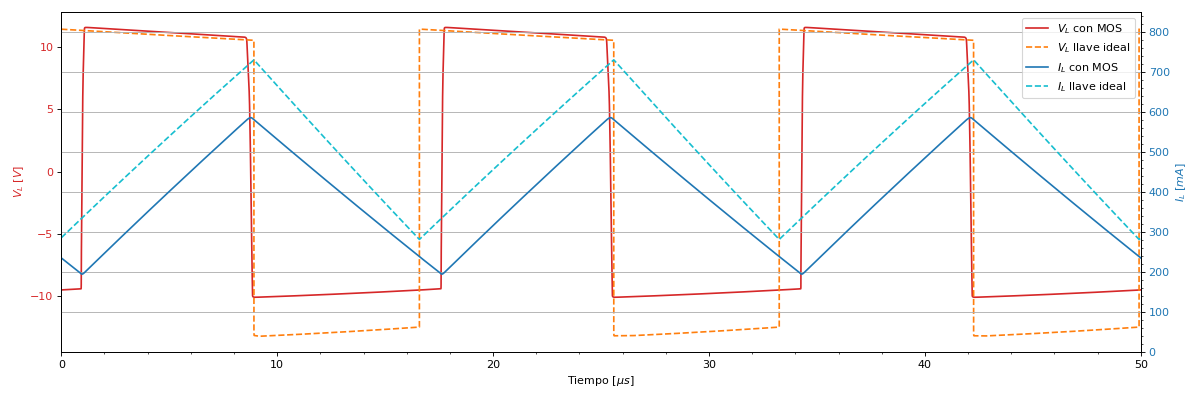 V_L con MOS
V_L llave ideal
I_L con MOS
I_L llave ideal
10
5
0
−5
−10
V_L [V]
800
700
600
500
400
300
200
100
0
I_L [mA]
0 10 20 30 40 50
Tiempo [μs]